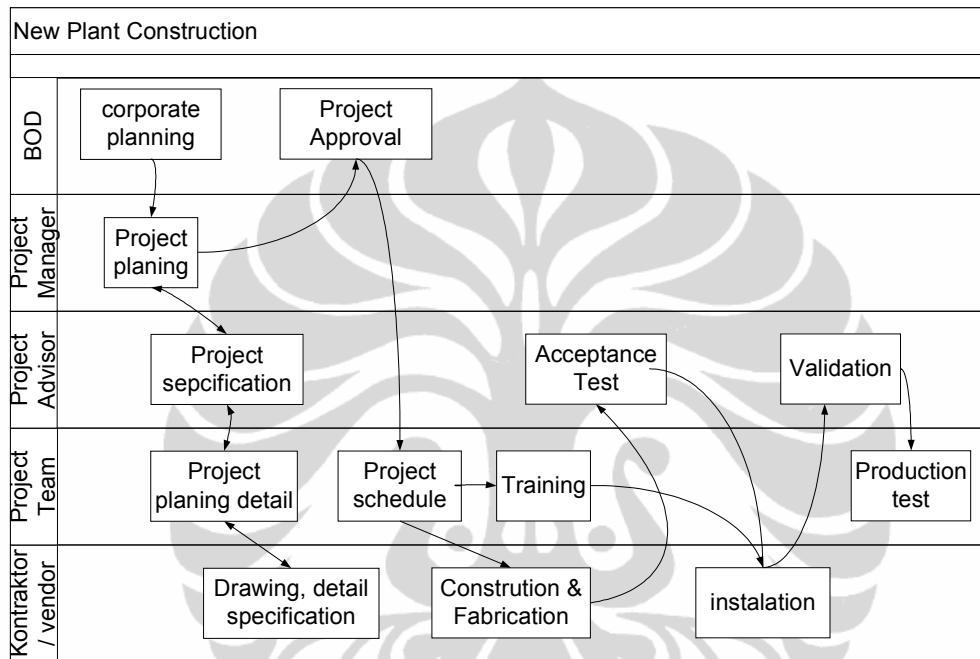 New Plant Construction
BOD
corporate
planning
Project
Approval
Project
Manager
Project
planing
Project
Advisor
Project
sepcification
Acceptance
Test
Validation
Project
Team
Project
planing detail
Project
schedule
Training
Production
test
Kontraktor
/ vendor
Drawing, detail
specification
Constrution &
Fabrication
instalation